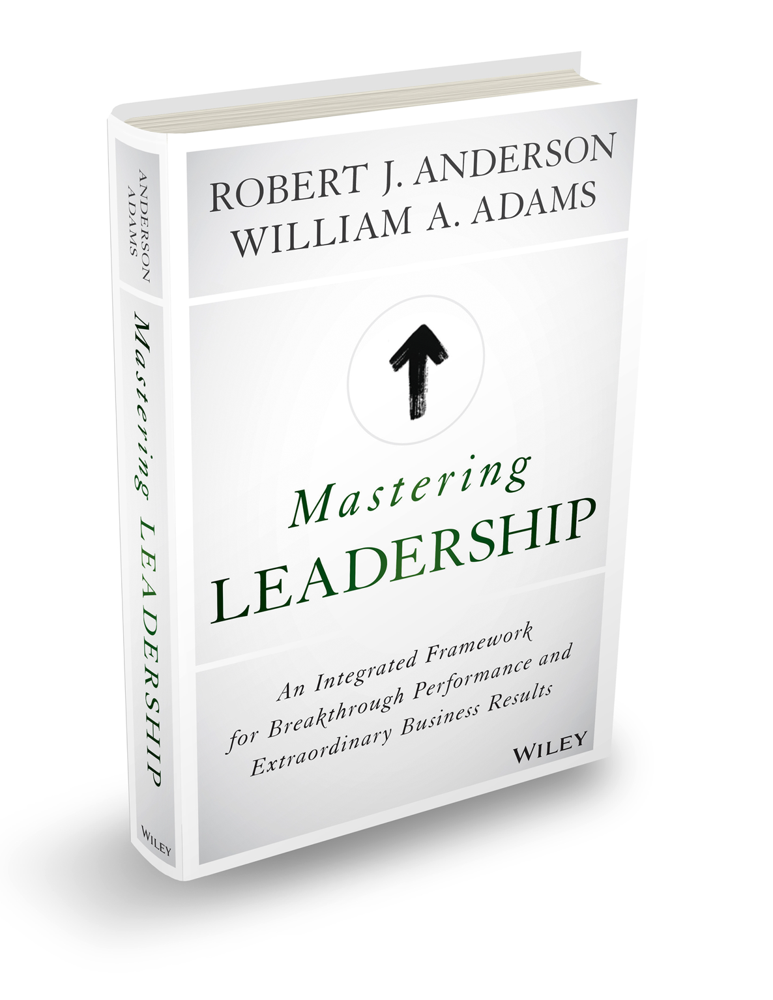 ANDERSON
ADAMS
Mastering LEADERSHIP
WILEY
ROBERT J. ANDERSON
WILLIAM A. ADAMS
Mastering
LEADERSHIP
An Integrated Framework
for Breakthrough Performance and
Extraordinary Business Results
WILEY